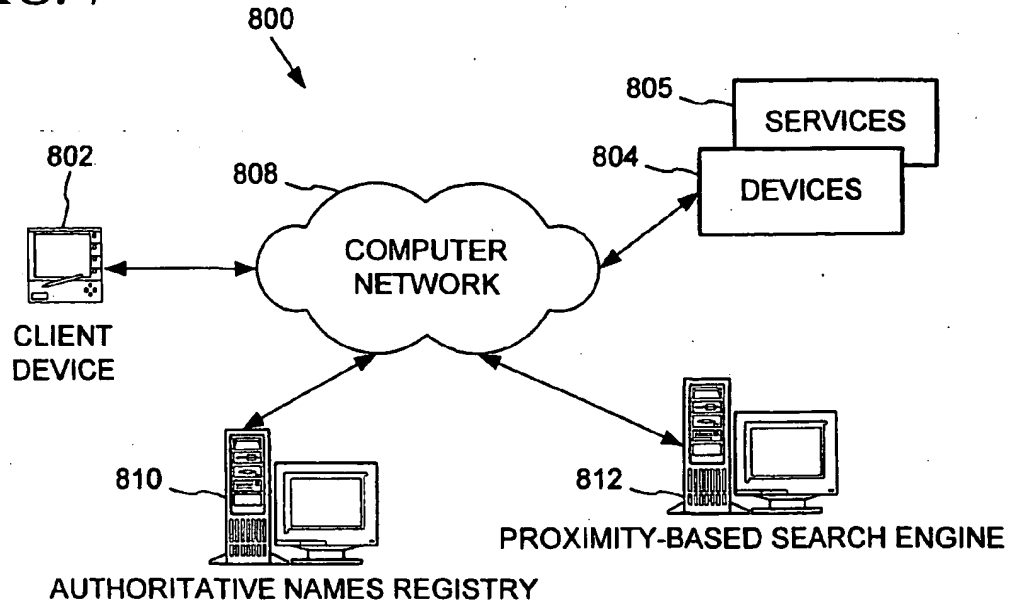 800
805
SERVICES
804
DEVICES
802
808
COMPUTER
NETWORK
CLIENT
DEVICE
810
812
PROXIMITY-BASED SEARCH ENGINE
AUTHORITATIVE NAMES REGISTRY